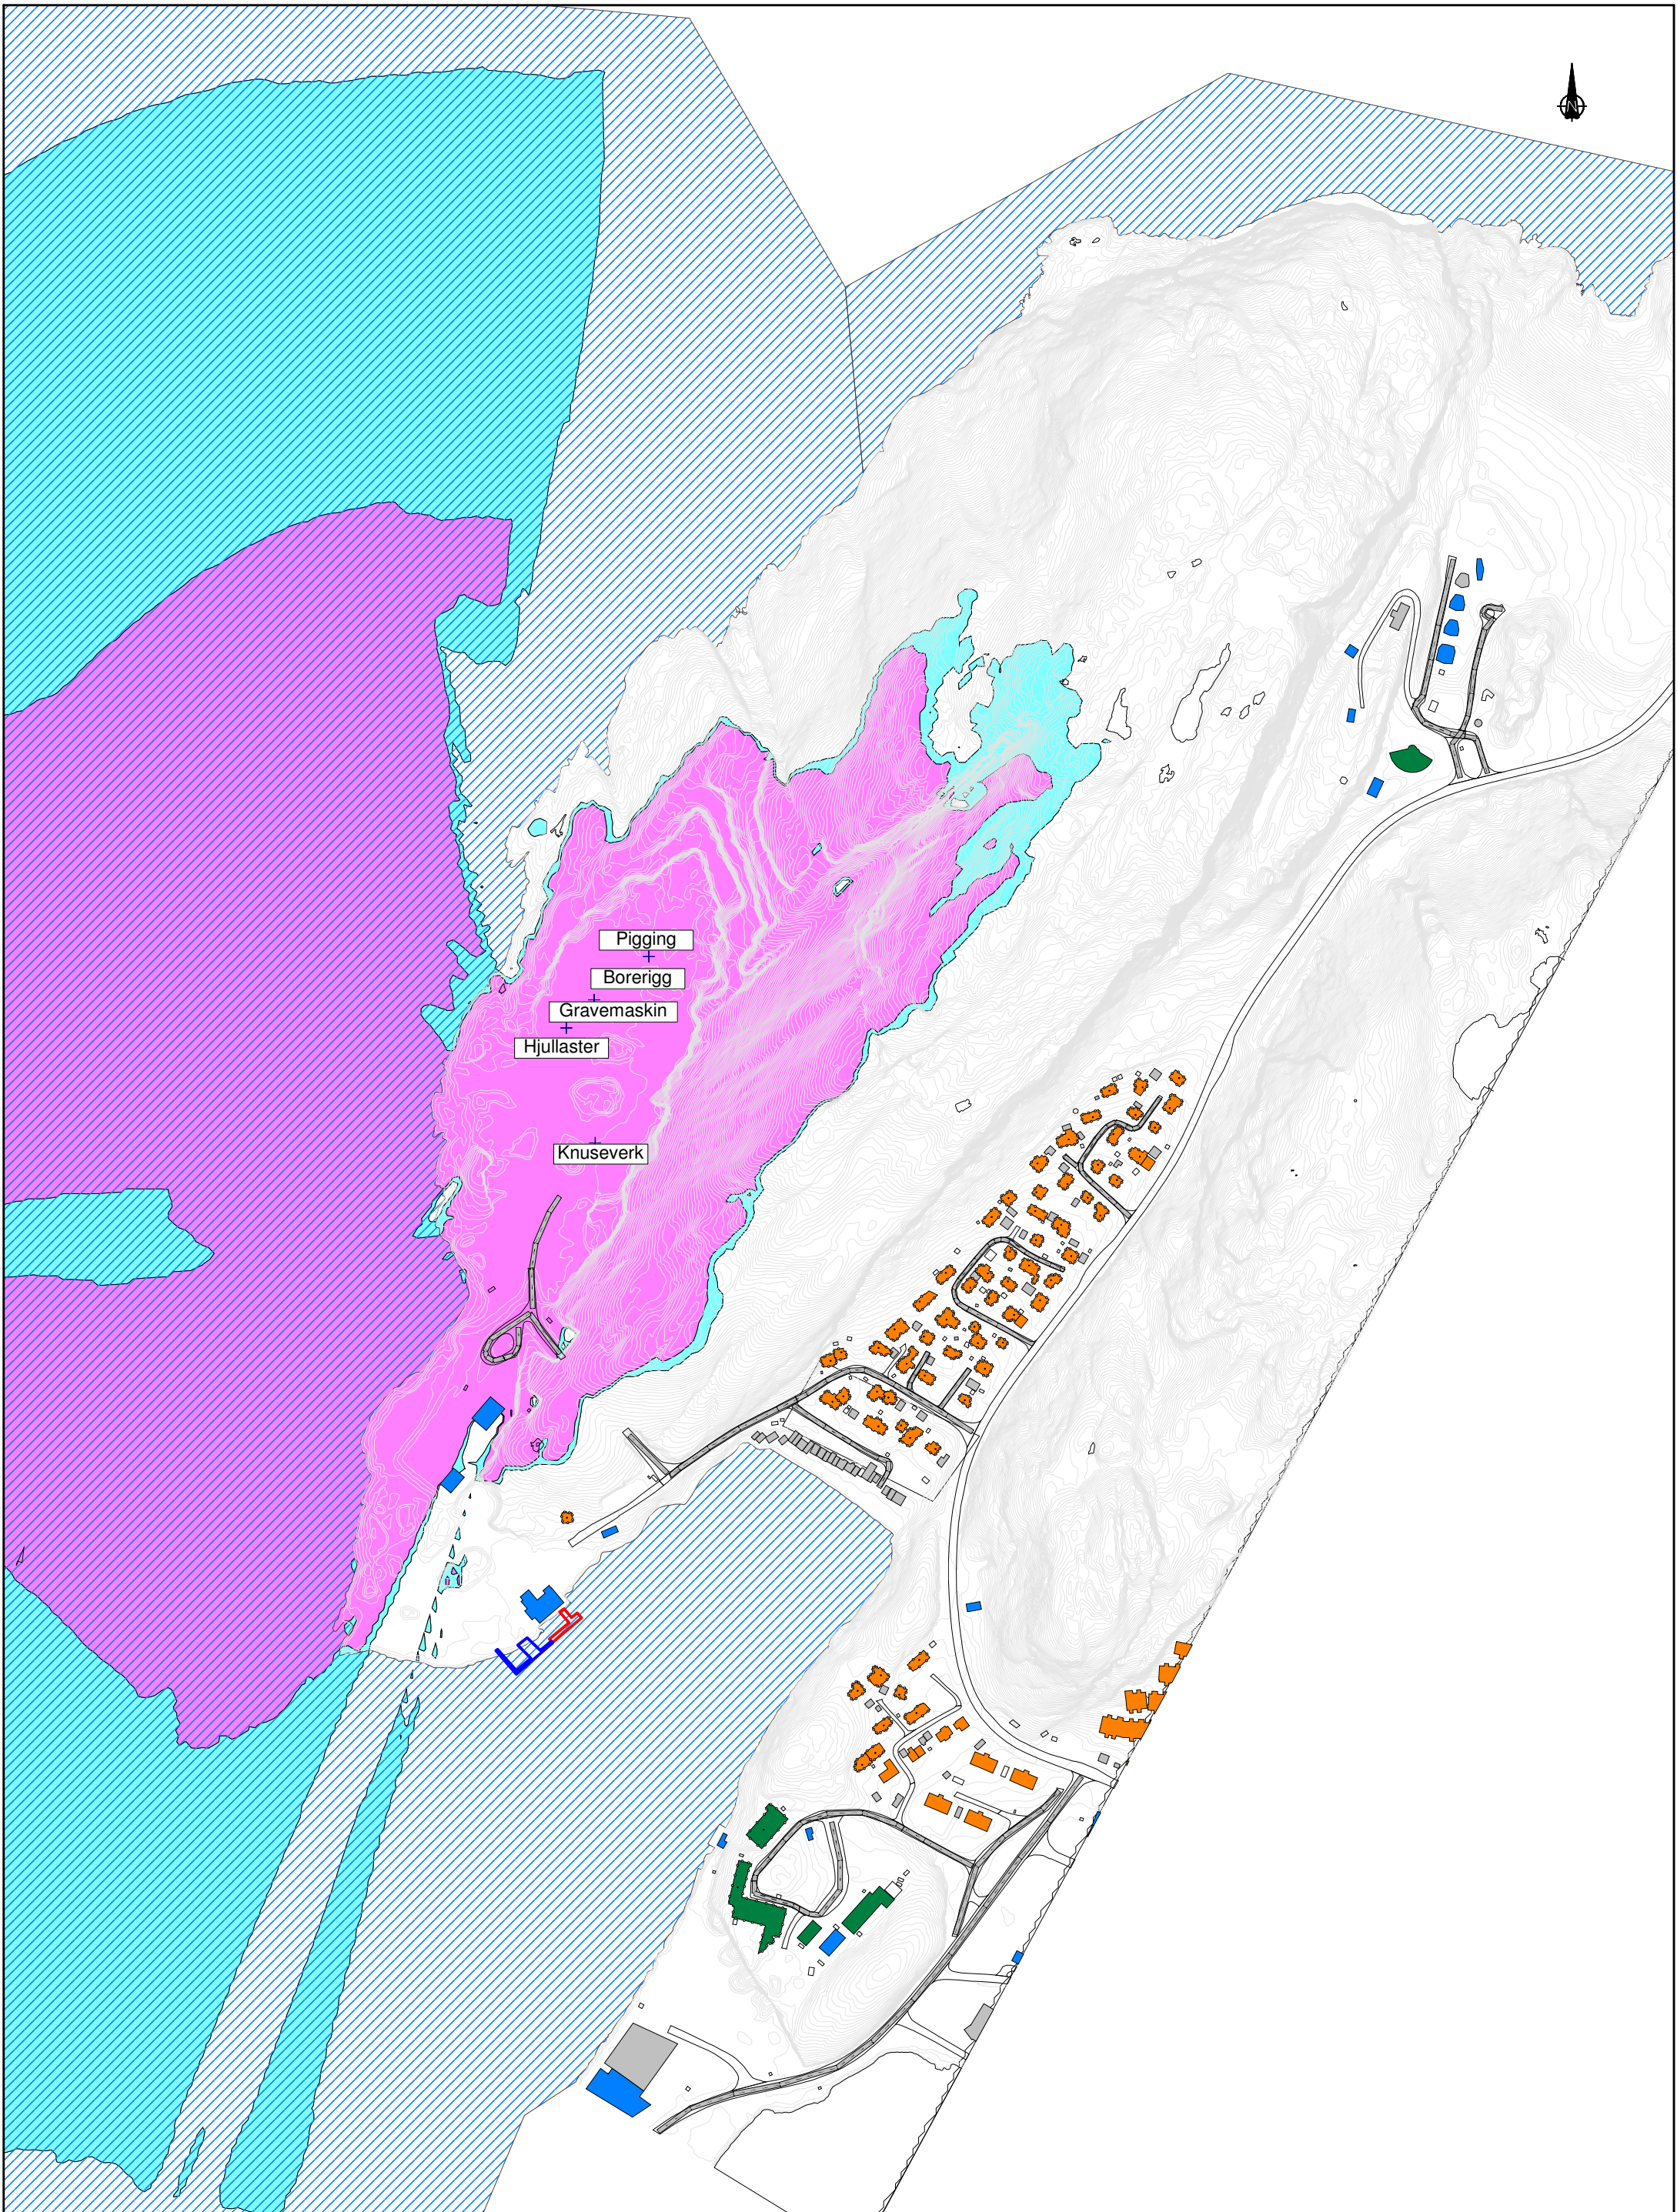 N
Pigging
Borerigg
Gravemaskin
Hjullaster
Knuseverk